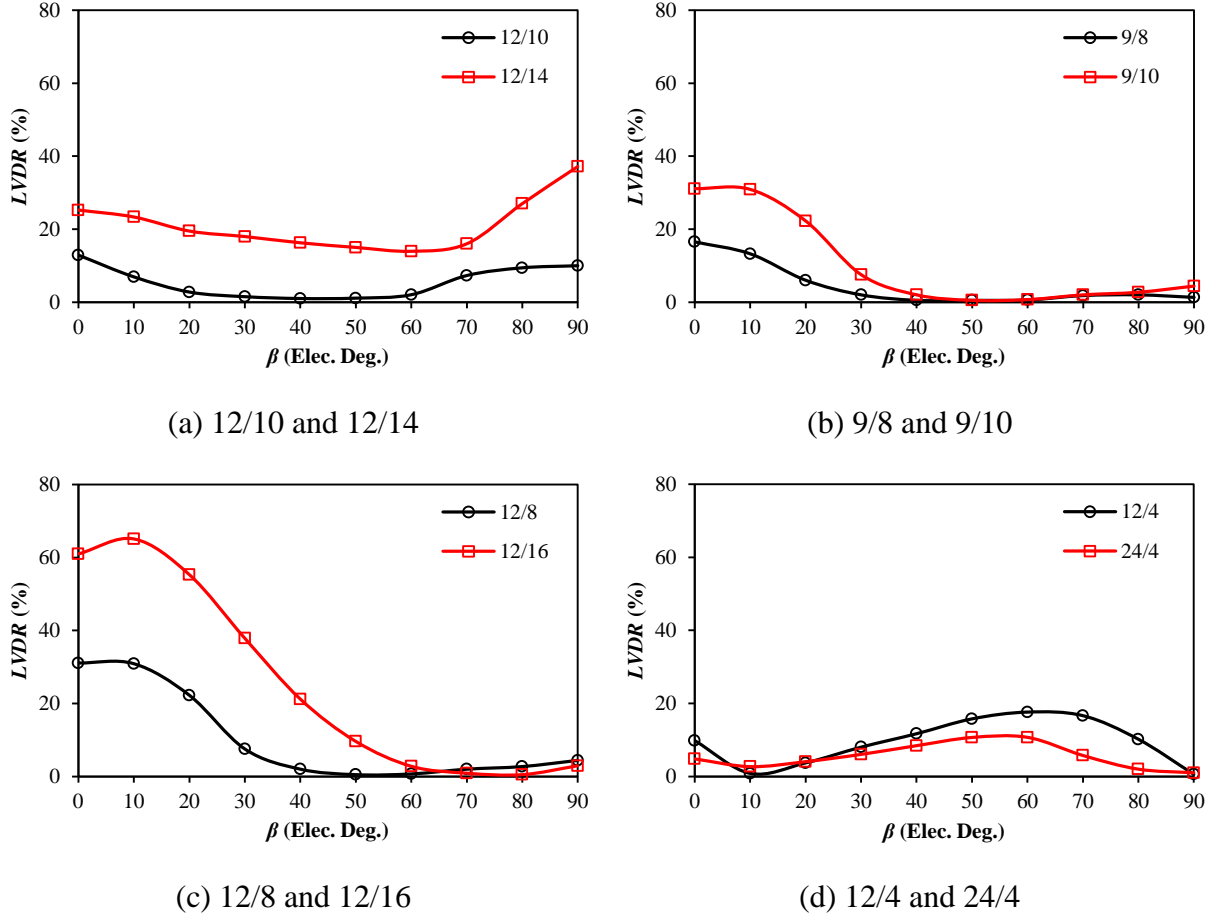 80
60
40
20
0
LVDR (%)
12/10
12/14
0 10 20 30 40 50 60 70 80 90
β (Elec. Deg.)
(a) 12/10 and 12/14
80
60
40
20
0
LVDR (%)
9/8
9/10
0 10 20 30 40 50 60 70 80 90
β (Elec. Deg.)
(b) 9/8 and 9/10
80
60
40
20
0
LVDR (%)
12/8
12/16
0 10 20 30 40 50 60 70 80 90
β (Elec. Deg.)
(c) 12/8 and 12/16
80
60
40
20
0
LVDR (%)
12/4
24/4
0 10 20 30 40 50 60 70 80 90
β (Elec. Deg.)
(d) 12/4 and 24/4